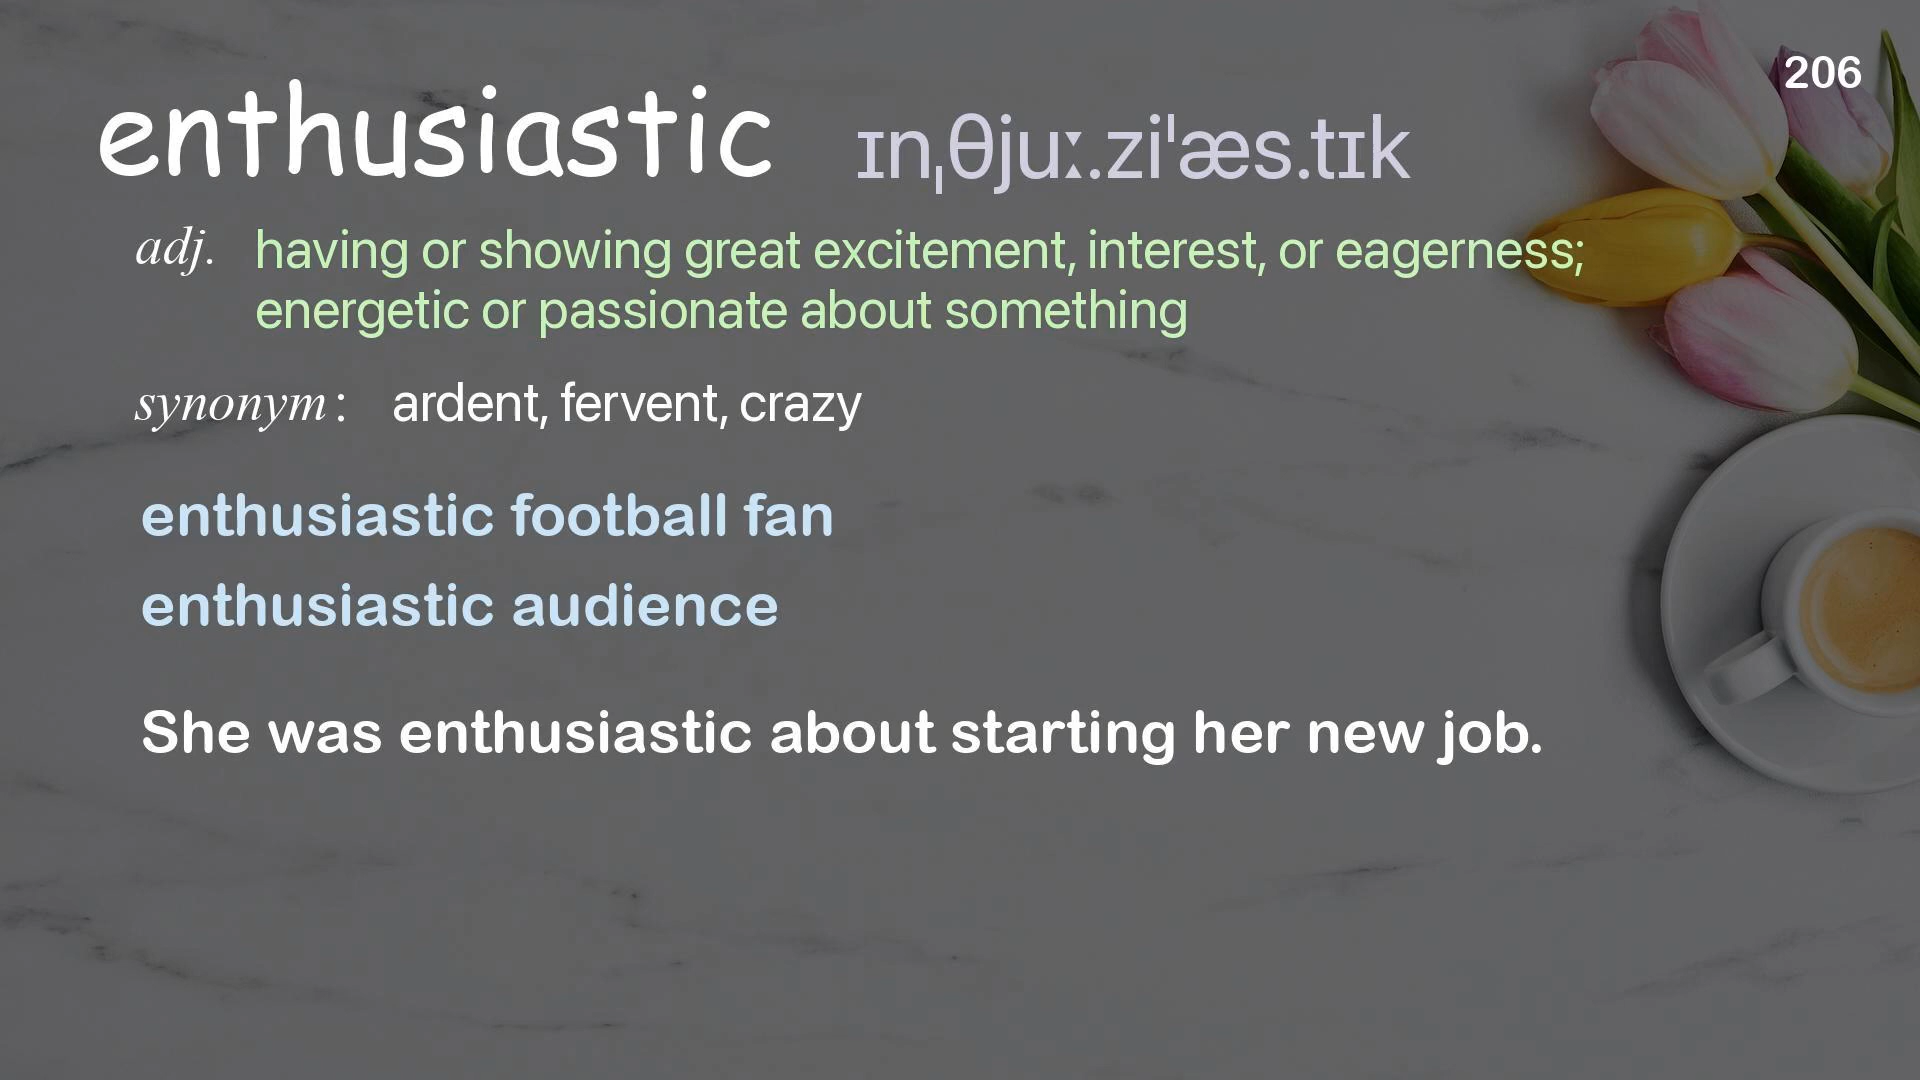 206
enthusiastic ɪnˌθjuː.ziˈæs.tɪk
adj. having or showing great excitement, interest, or eagerness;
energetic or passionate about something
synonym : ardent, fervent, crazy
enthusiastic football fan
enthusiastic audience
She was enthusiastic about starting her new job.